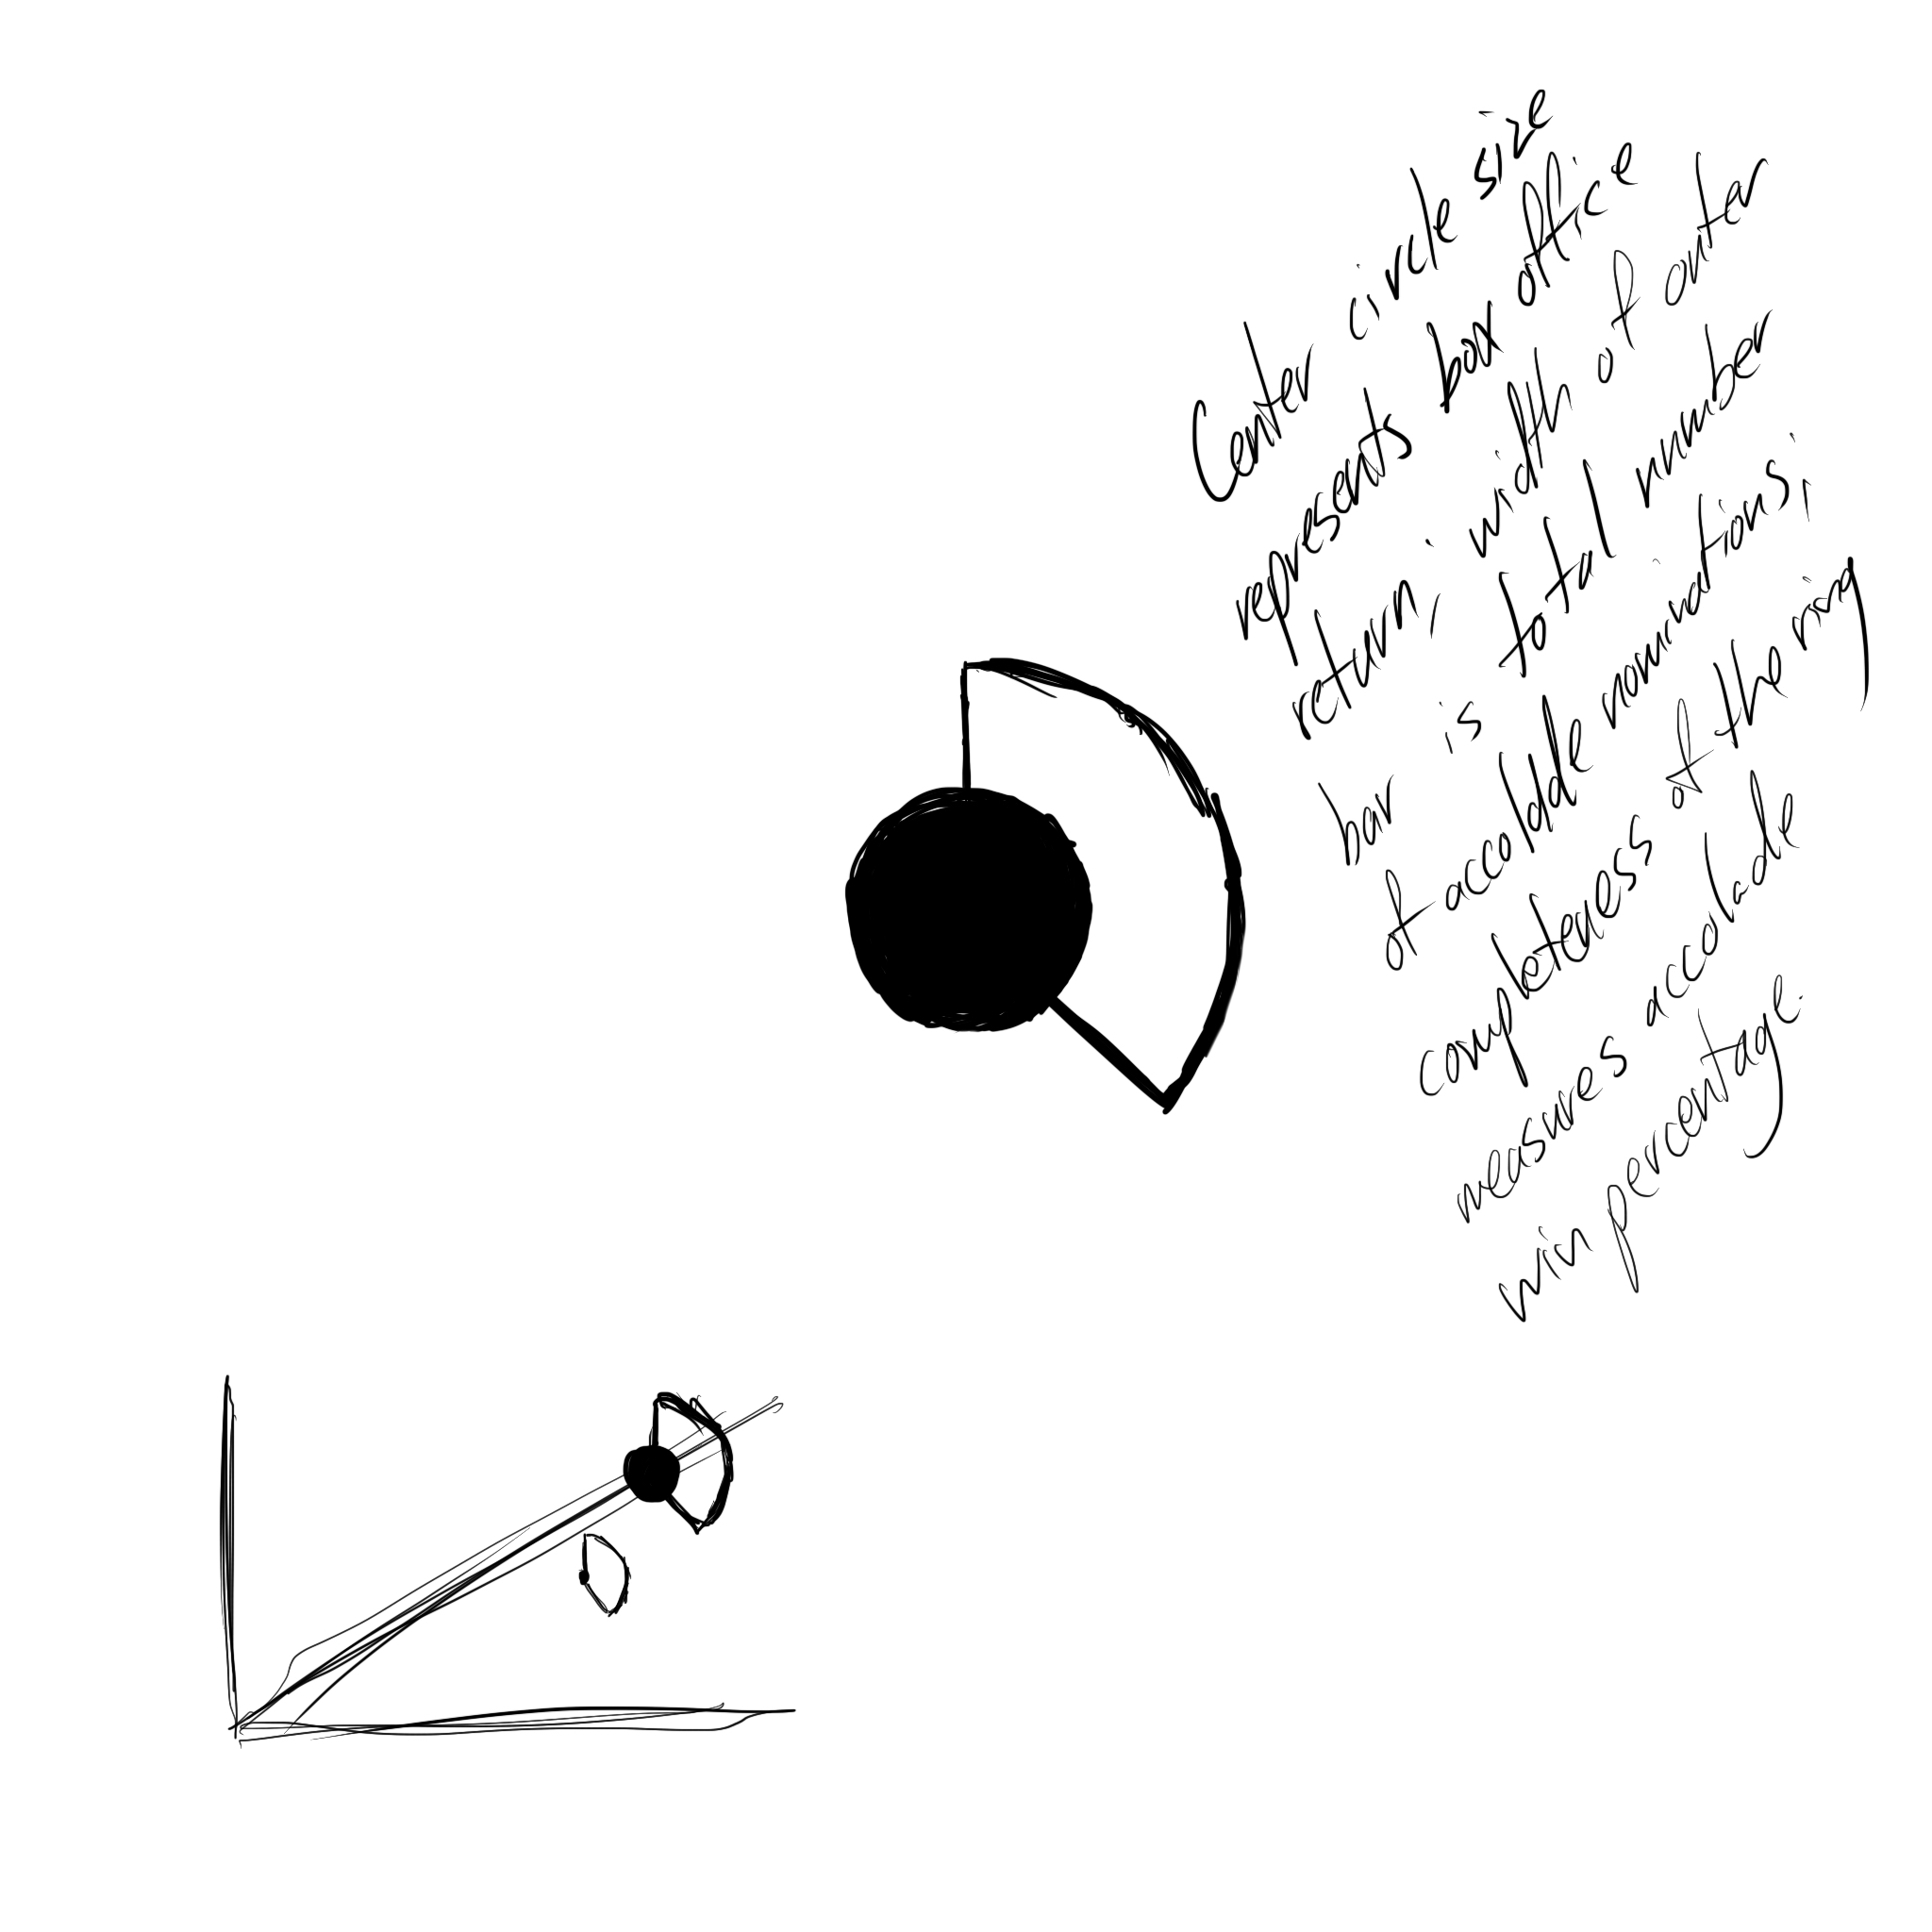 Center circle size
represents box office
return; width of outer
bar is total number
of accolade nominations;
completeness of the ring
measures accolade
win percentage.